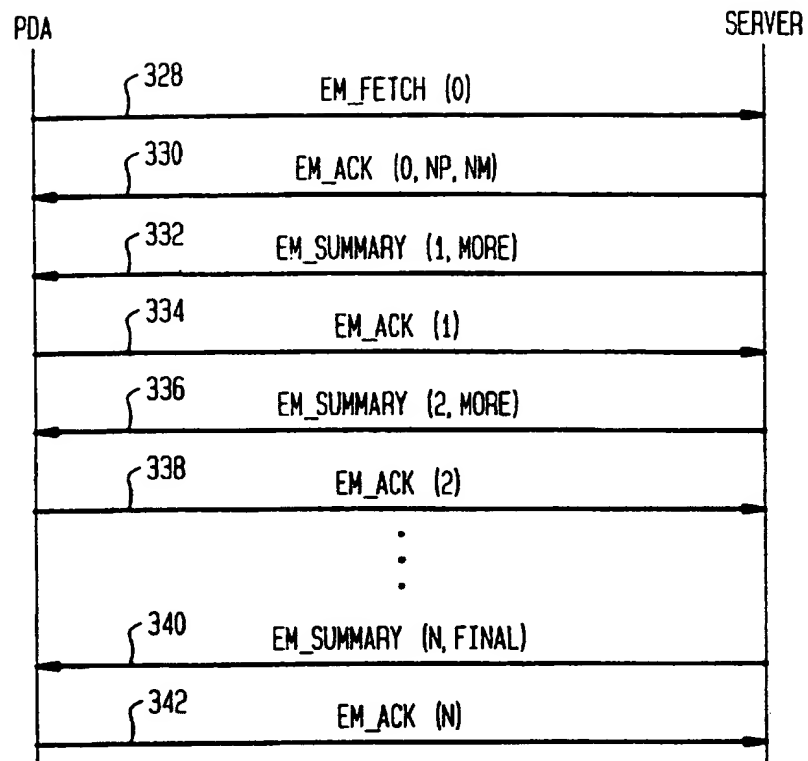 PDA SERVER
328 EM_FETCH (0)
330 EM_ACK (0, NP, NM)
332 EM_SUMMARY (1, MORE)
334 EM_ACK (1)
336 EM_SUMMARY (2, MORE)
338 EM_ACK (2)
340 EM_SUMMARY (N, FINAL)
342 EM_ACK (N)